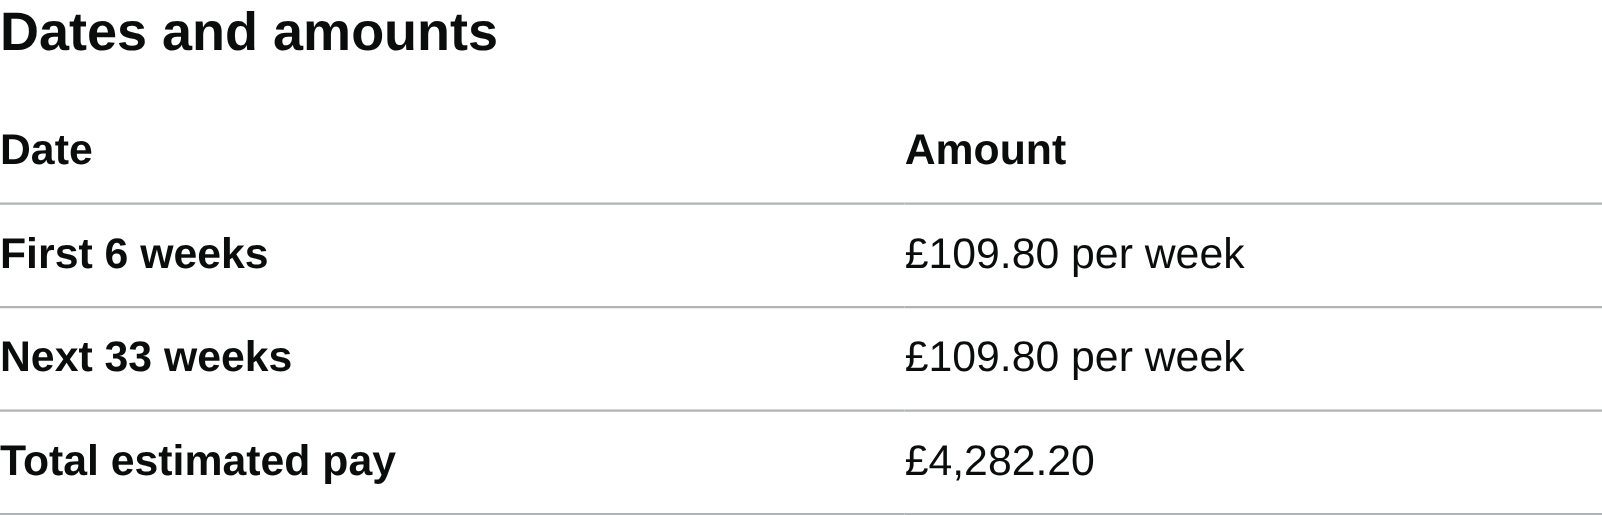 Dates and amounts
Date Amount
First 6 weeks £109.80 per week
Next 33 weeks £109.80 per week
Total estimated pay £4,282.20